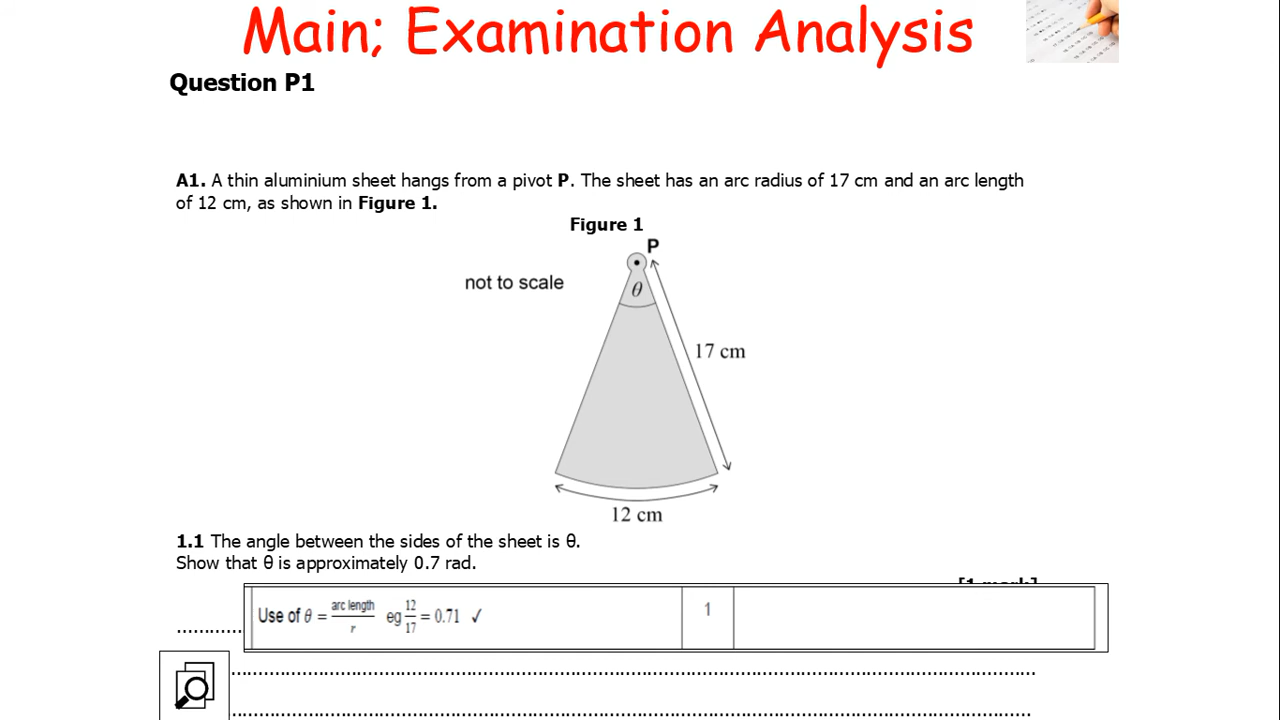 Main; Examination Analysis
Question P1
A1. A thin aluminium sheet hangs from a pivot P. The sheet has an arc radius of 17 cm and an arc length
of 12 cm, as shown in Figure 1.
Figure 1
P
not to scale
θ
17 cm
12 cm
1.1 The angle between the sides of the sheet is θ.
Show that θ is approximately 0.7 rad.
[1 mark]
Use of θ = arc length / r eg 12/17 = 0.71 ✓
1